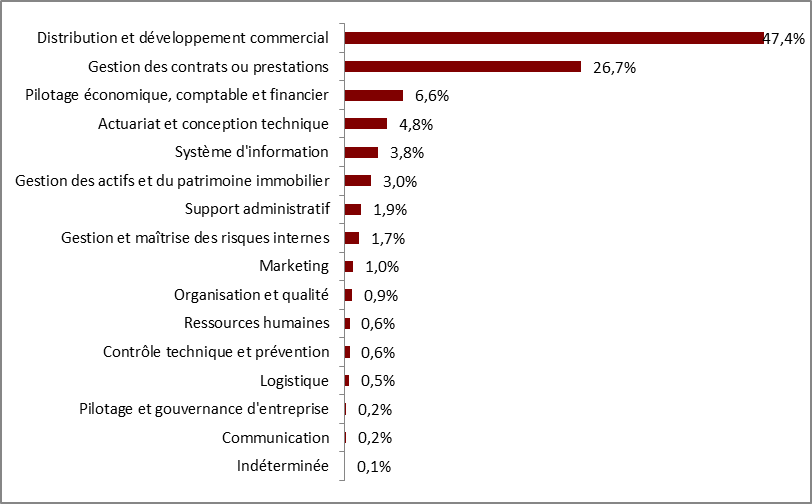 Distribution et développement commercial 47,4%
Gestion des contrats ou prestations 26,7%
Pilotage économique, comptable et financier 6,6%
Actuariat et conception technique 4,8%
Système d'information 3,8%
Gestion des actifs et du patrimoine immobilier 3,0%
Support administratif 1,9%
Gestion et maîtrise des risques internes 1,7%
Marketing 1,0%
Organisation et qualité 0,9%
Ressources humaines 0,6%
Contrôle technique et prévention 0,6%
Logistique 0,5%
Pilotage et gouvernance d'entreprise 0,2%
Communication 0,2%
Indéterminée 0,1%